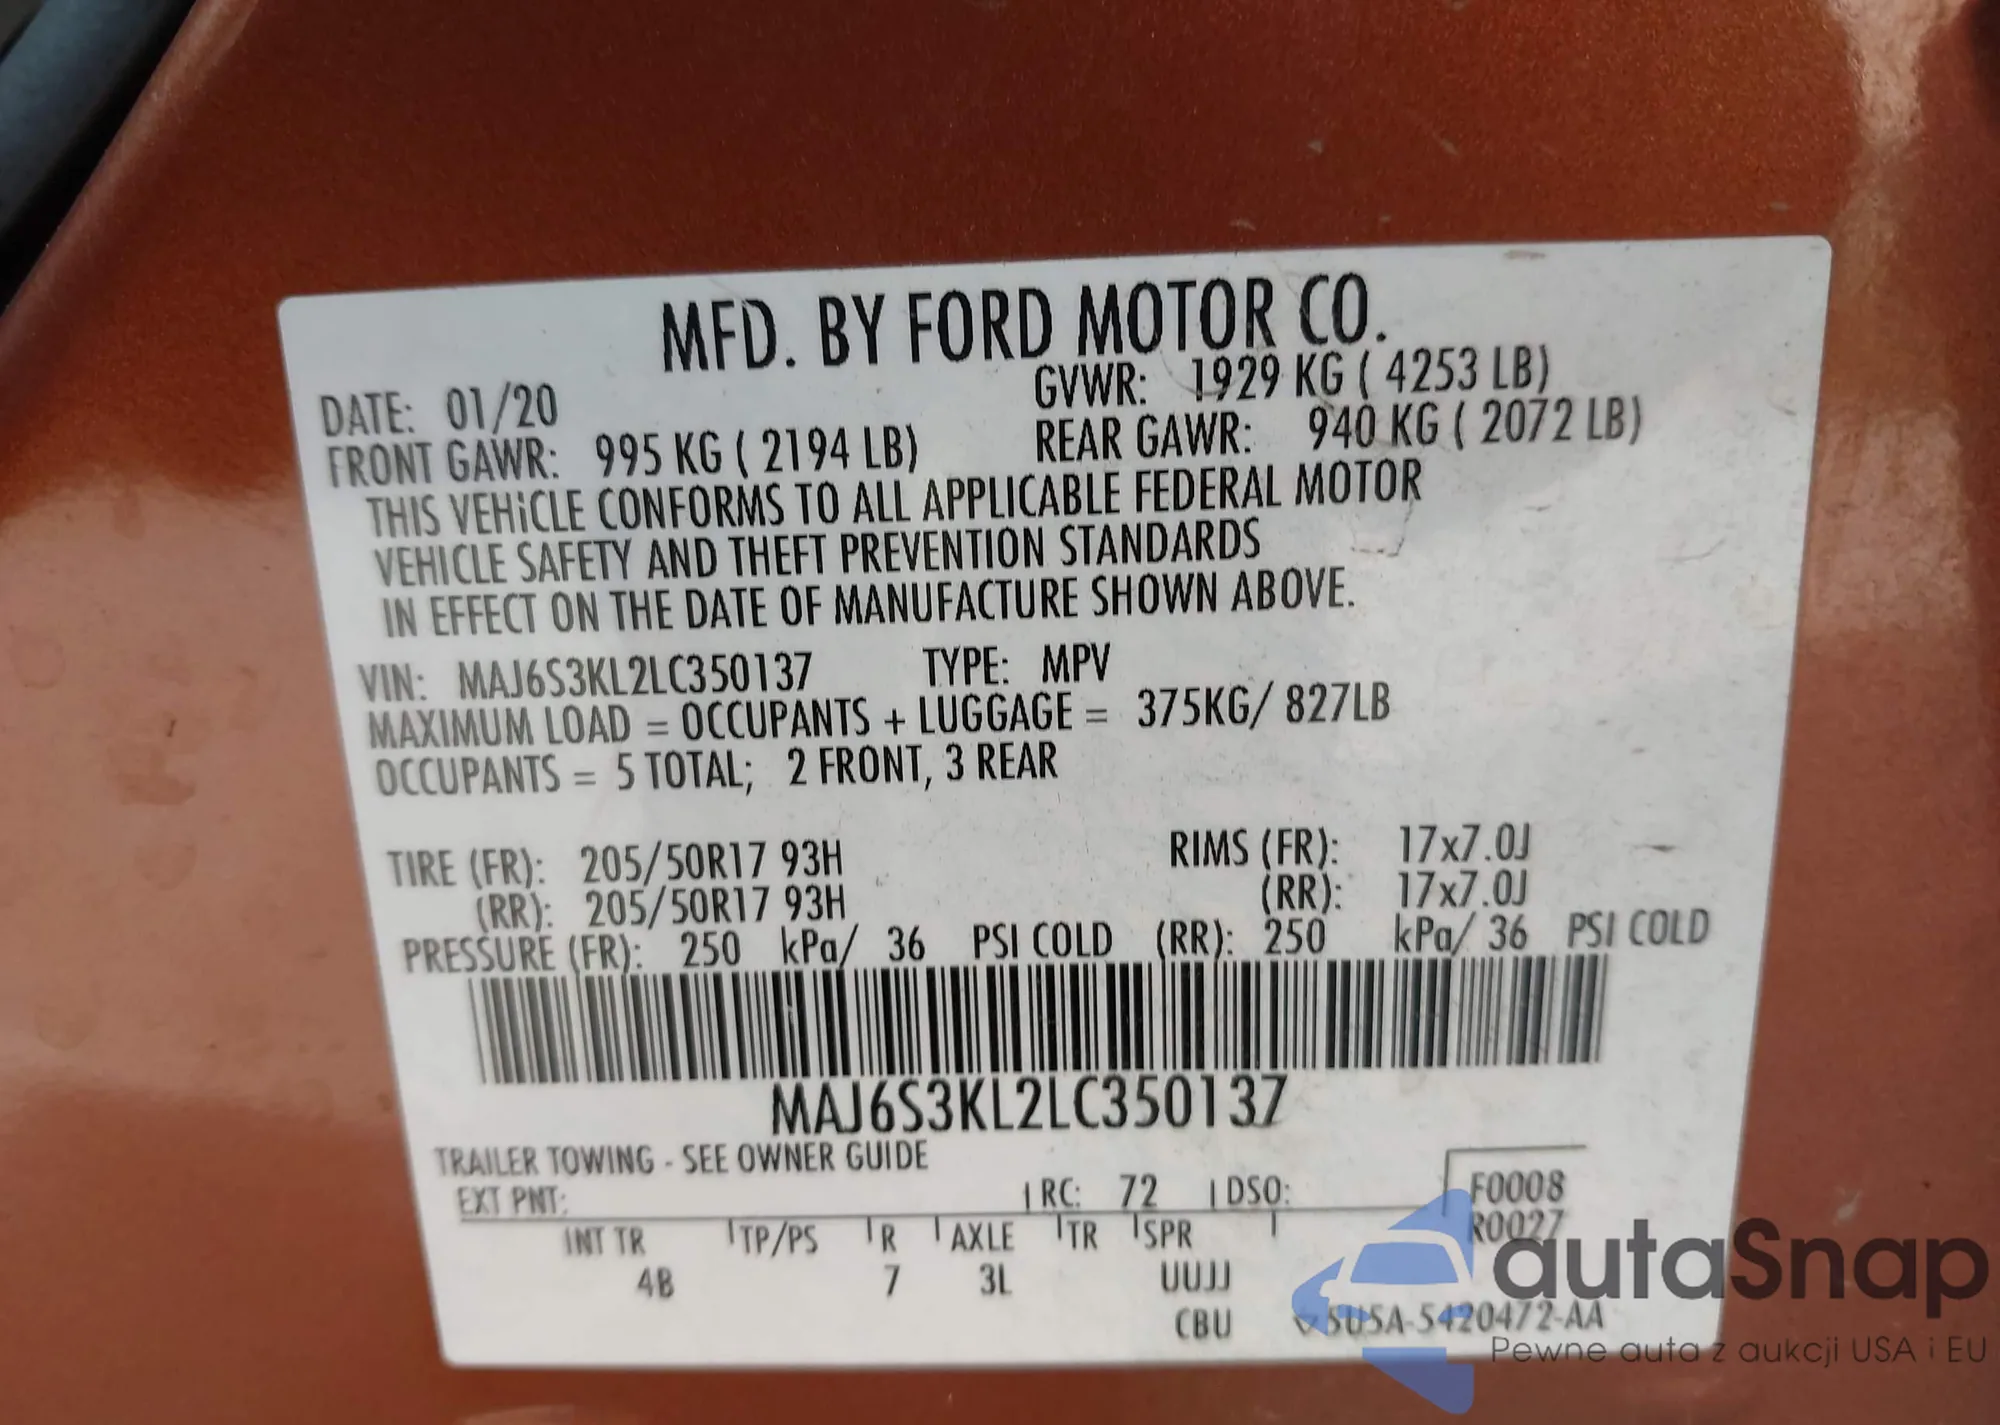 MFD. BY FORD MOTOR CO.
DATE: 01/20 GVWR: 1929 KG ( 4253 LB)
FRONT GAWR: 995 KG ( 2194 LB) REAR GAWR: 940 KG ( 2072 LB)
THIS VEHiCLE CONFORMS TO ALL APPLICABLE FEDERAL MOTOR
VEHICLE SAFETY AND THEFT PREVENTION STANDARDS
IN EFFECT ON THE DATE OF MANUFACTURE SHOWN ABOVE.
VIN: MAJ6S3KL2LC350137 TYPE: MPV
MAXIMUM LOAD = OCCUPANTS + LUGGAGE = 375KG/ 827LB
OCCUPANTS = 5 TOTAL; 2 FRONT, 3 REAR
TIRE (FR): 205/50R17 93H RIMS (FR): 17x7.0J
(RR): 205/50R17 93H (RR): 17x7.0J
PRESSURE (FR): 250 kPa/ 36 PSI COLD (RR): 250 kPa/ 36 PSI COLD
MAJ6S3KL2LC350137
TRAILER TOWING - SEE OWNER GUIDE
EXT PNT: RC: 72 DSO: F0008
R0027
INT TR TP/PS R AXLE TR SPR
4B 7 3L UUJJ
CBU 5U5A-5420472-AA
autaSnap
Pewne auta z aukcji USA i EU